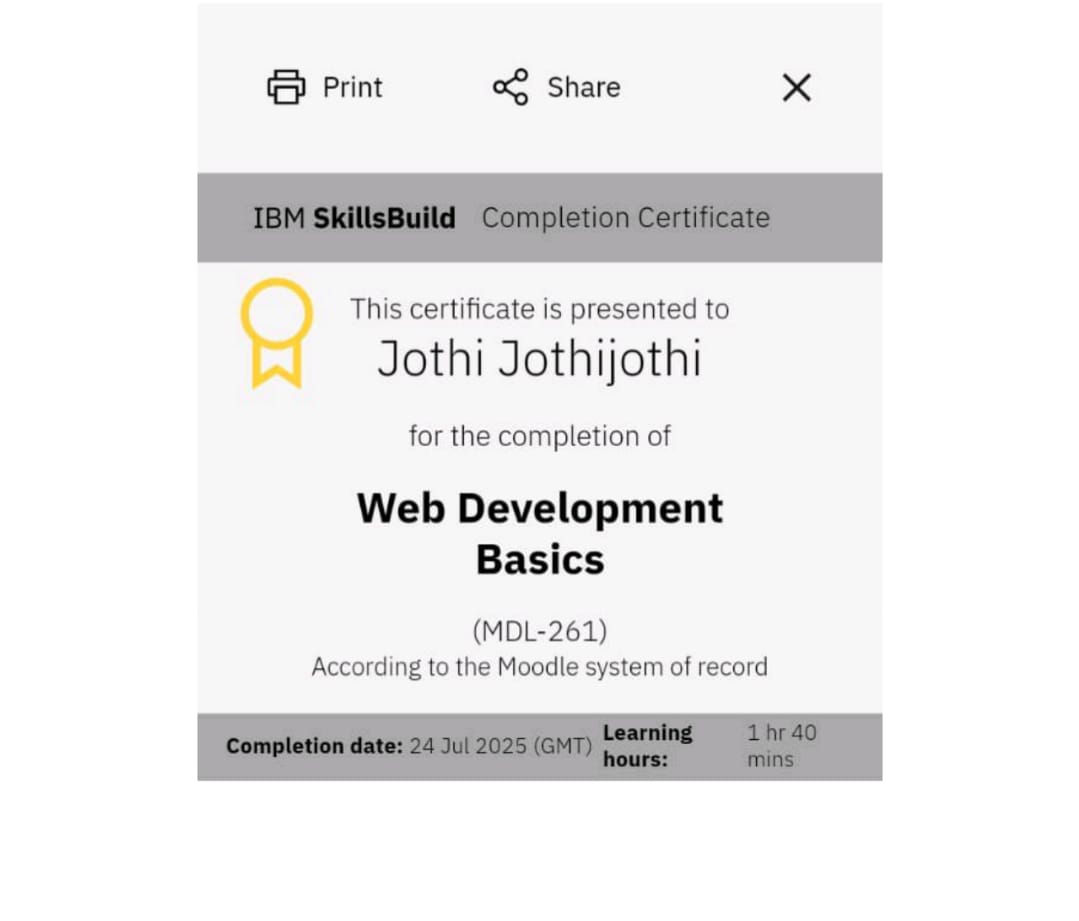 Print Share
IBM SkillsBuild Completion Certificate
This certificate is presented to
Jothi Jothijothi
for the completion of
Web Development
Basics
(MDL-261)
According to the Moodle system of record
Completion date: 24 Jul 2025 (GMT) Learning hours: 1 hr 40 mins